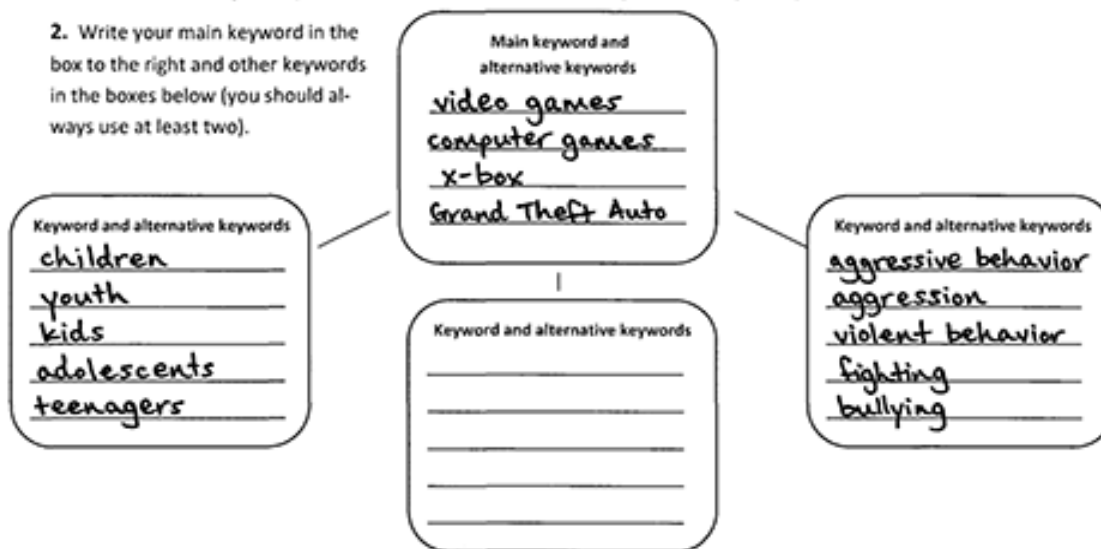 2. Write your main keyword in the
box to the right and other keywords
in the boxes below (you should al-
ways use at least two).
Main keyword and
alternative keywords
video games
computer games
x-box
Grand Theft Auto
Keyword and alternative keywords
children
youth
kids
adolescents
teenagers
Keyword and alternative keywords
Keyword and alternative keywords
aggressive behavior
aggression
violent behavior
fighting
bullying